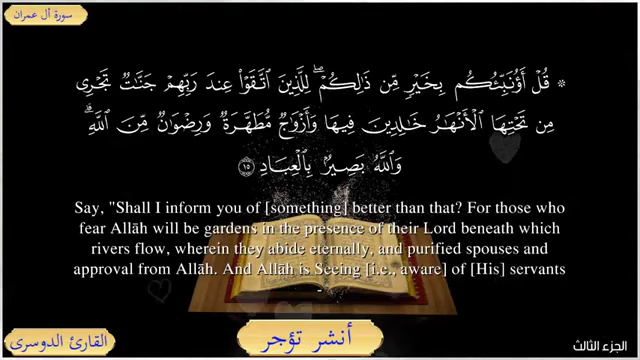 سورة آل عمران
۞ قُلْ أَؤُنَبِّئُكُم بِخَيْرٍ مِّن ذَٰلِكُمْ ۖ لِلَّذِينَ اتَّقَوْا عِندَ رَبِّهِمْ جَنَّاتٌ تَجْرِي
مِن تَحْتِهَا الْأَنْهَارُ خَالِدِينَ فِيهَا وَأَزْوَاجٌ مُّطَهَّرَةٌ وَرِضْوَانٌ مِّنَ اللَّهِ ۗ
وَاللَّهُ بَصِيرٌ بِالْعِبَادِ ١٥
Say, "Shall I inform you of [something] better than that? For those who
fear Allāh will be gardens in the presence of their Lord beneath which
rivers flow, wherein they abide eternally, and purified spouses and
approval from Allāh. And Allāh is Seeing [i.e., aware] of [His] servants
القارئ الدوسرى
أنشر تؤجر
الجزء الثالث